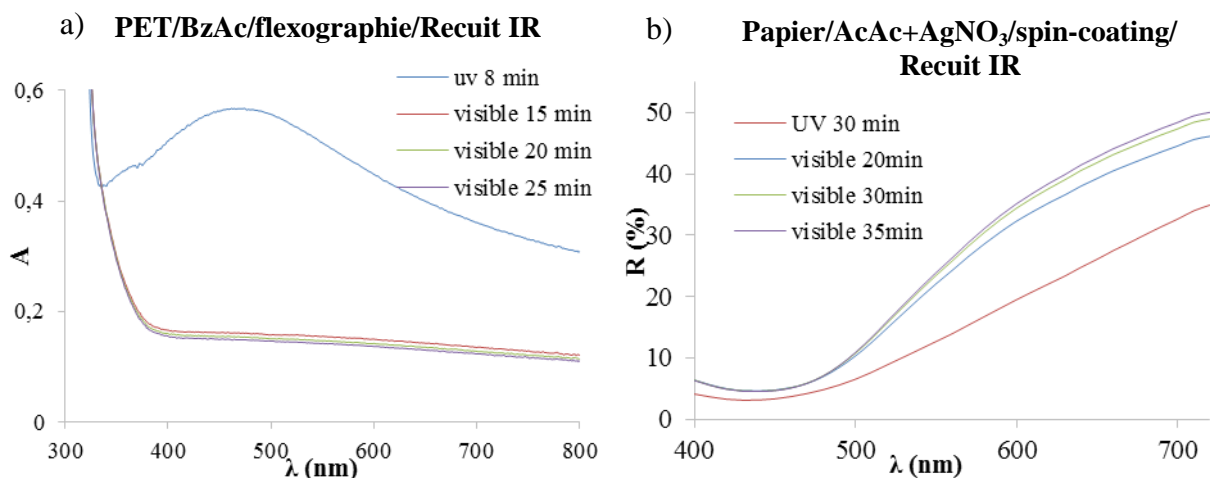 a) PET/BzAc/flexographie/Recuit IR
uv 8 min
visible 15 min
visible 20 min
visible 25 min
0,6
0,4
0,2
0
A
300 400 500 600 700 800
λ (nm)
b) Papier/AcAc+AgNO₃/spin-coating/
Recuit IR
UV 30 min
visible 20min
visible 30min
visible 35min
50
40
30
20
10
0
R (%)
400 500 600 700
λ (nm)